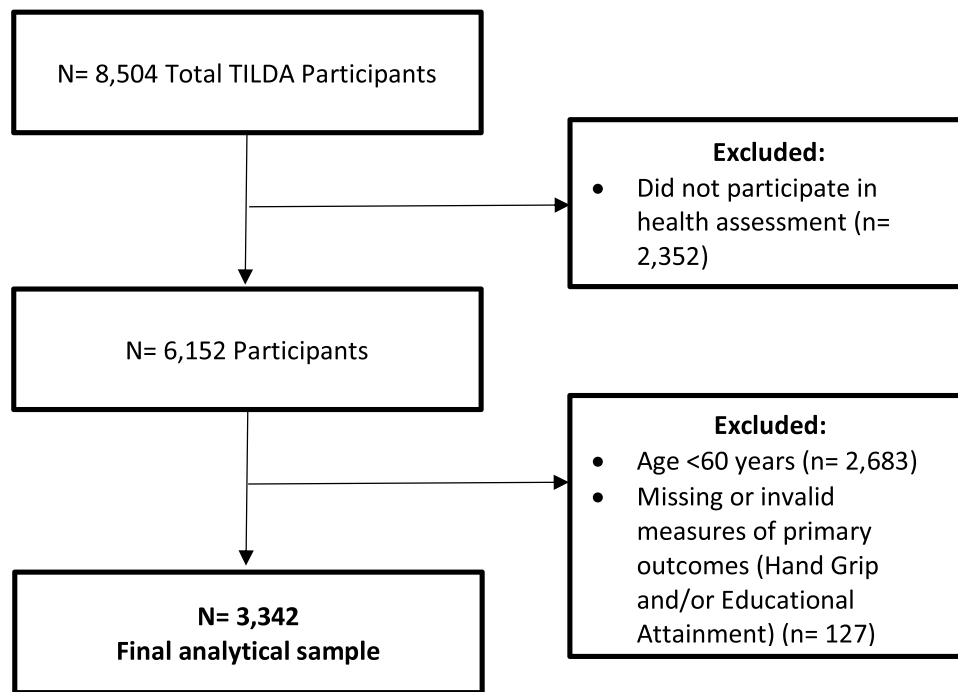 N= 8,504 Total TILDA Participants
Excluded:
• Did not participate in
health assessment (n=
2,352)
N= 6,152 Participants
Excluded:
• Age <60 years (n= 2,683)
• Missing or invalid
measures of primary
outcomes (Hand Grip
and/or Educational
Attainment) (n= 127)
N= 3,342
Final analytical sample